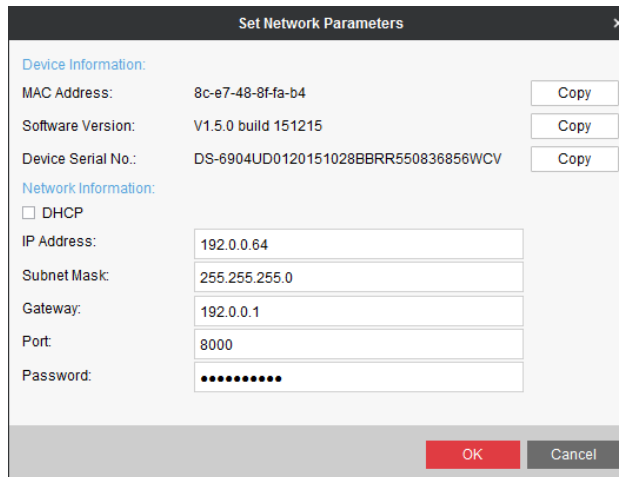 Set Network Parameters
Device Information:
MAC Address: 8c-e7-48-8f-fa-b4 Copy
Software Version: V1.5.0 build 151215 Copy
Device Serial No.: DS-6904UD0120151028BBRR550836856WCV Copy
Network Information:
DHCP
IP Address: 192.0.0.64
Subnet Mask: 255.255.255.0
Gateway: 192.0.0.1
Port: 8000
Password: ••••••••••
OK Cancel